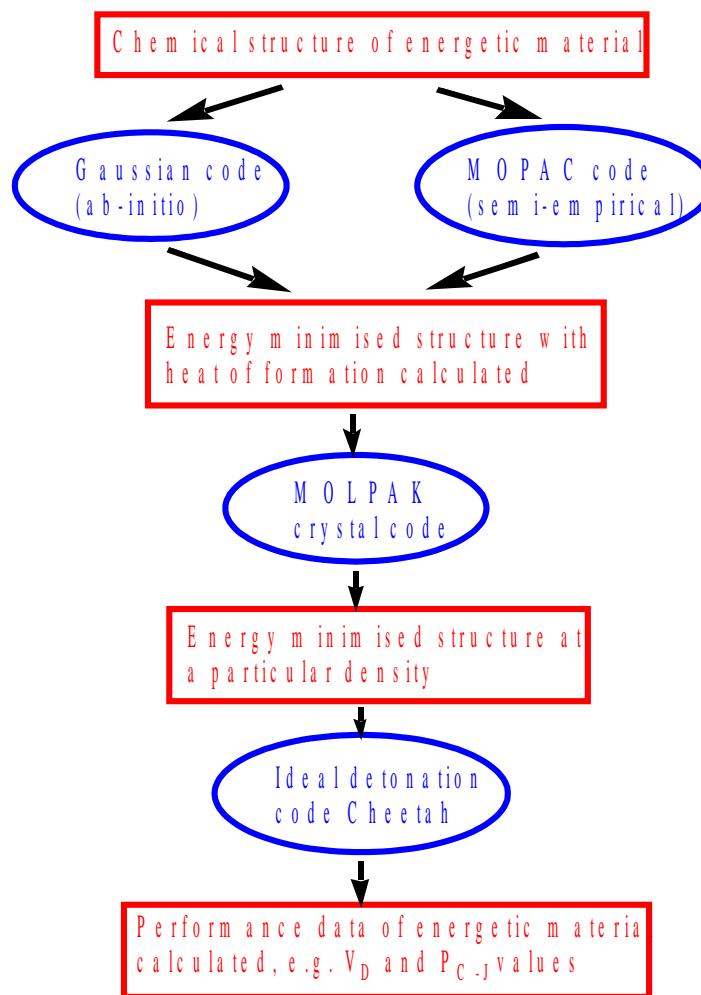 Chemical structure of energetic material
Gaussian code
(ab-initio)
MOPAC code
(semi-empirical)
Energy minimised structure with
heat of formation calculated
MOLPAK
crystal code
Energy minimised structure at
a particular density
Ideal detonation
code Cheetah
Performance data of energetic materia
calculated, e.g. V_D and P_C-J values